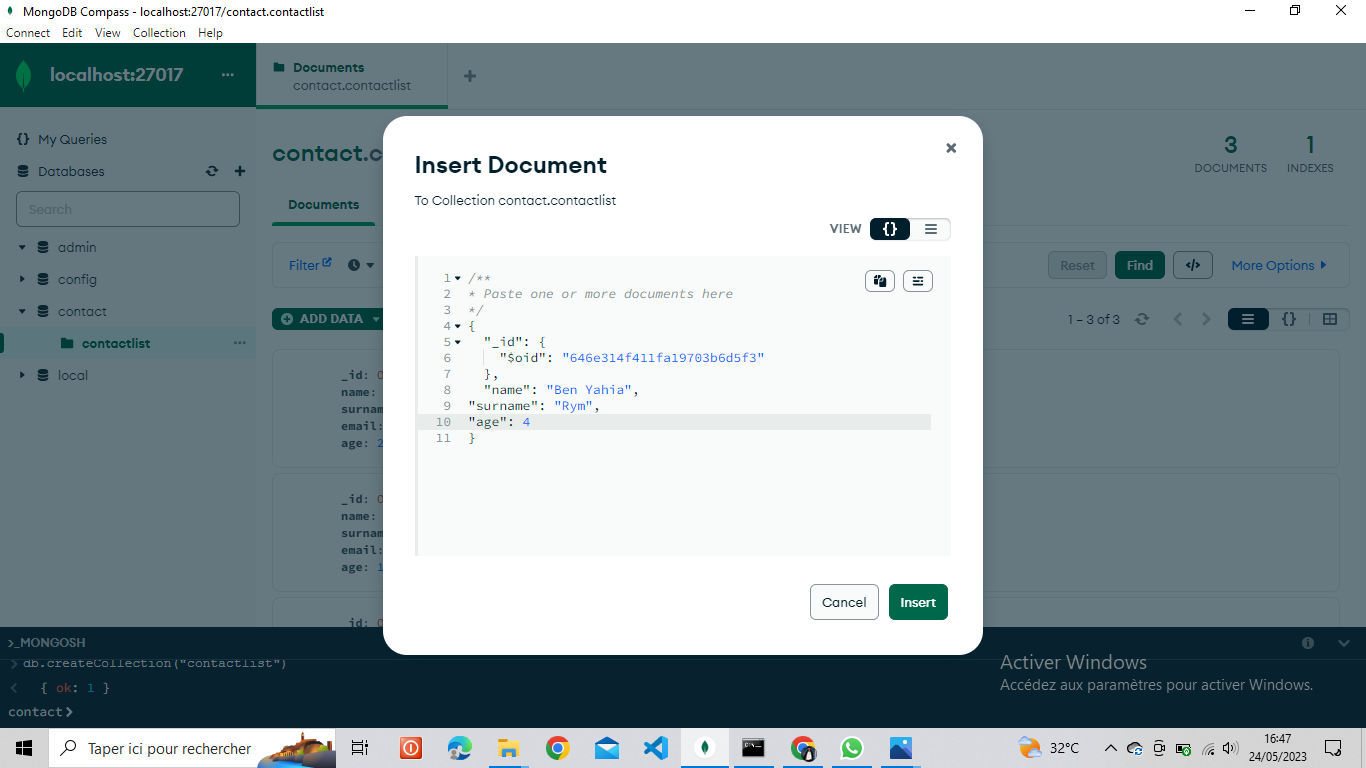 MongoDB Compass - localhost:27017/contact.contactlist
Connect Edit View Collection Help
localhost:27017 ...
Documents
contact.contactlist
+
{} My Queries
Databases
Search
admin
config
contact
contactlist ...
local
contact.c
3
DOCUMENTS
1
INDEXES
Documents
Filter
Reset
Find
</>
More Options
ADD DATA
1 – 3 of 3
{}
_id:
name:
surnam
email:
age: 2
_id:
name:
surnam
email:
age: 1
_id:
Insert Document
To Collection contact.contactlist
VIEW {}
1 /**
2 * Paste one or more documents here
3 */
4 {
5 "_id": {
6 "$oid": "646e314f411fa19703b6d5f3"
7 },
8 "name": "Ben Yahia",
9 "surname": "Rym",
10 "age": 4
11 }
Cancel
Insert
>_MONGOSH
> db.createCollection("contactlist")
< { ok: 1 }
contact>
Activer Windows
Accédez aux paramètres pour activer Windows.
Taper ici pour rechercher
32°C
16:47
24/05/2023